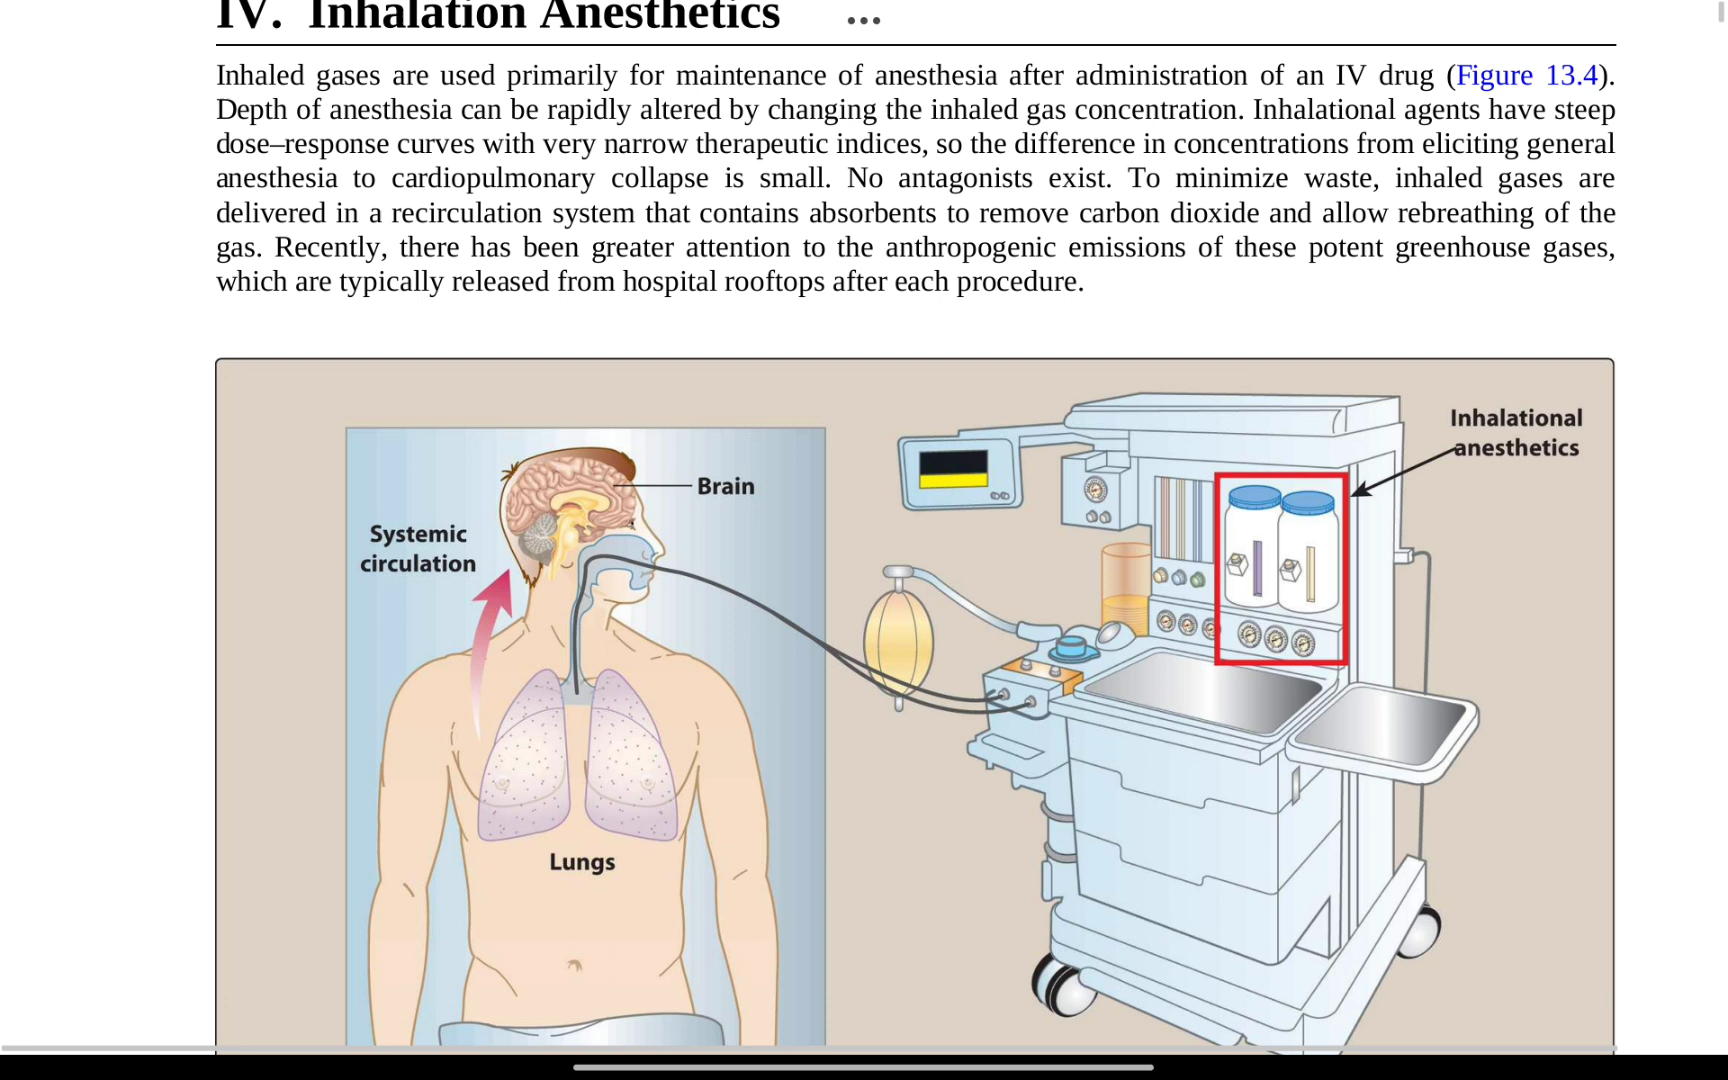 IV. Inhalation Anesthetics
Inhaled gases are used primarily for maintenance of anesthesia after administration of an IV drug (Figure 13.4).
Depth of anesthesia can be rapidly altered by changing the inhaled gas concentration. Inhalational agents have steep
dose–response curves with very narrow therapeutic indices, so the difference in concentrations from eliciting general
anesthesia to cardiopulmonary collapse is small. No antagonists exist. To minimize waste, inhaled gases are
delivered in a recirculation system that contains absorbents to remove carbon dioxide and allow rebreathing of the
gas. Recently, there has been greater attention to the anthropogenic emissions of these potent greenhouse gases,
which are typically released from hospital rooftops after each procedure.
Inhalational
anesthetics
Brain
Systemic
circulation
Lungs